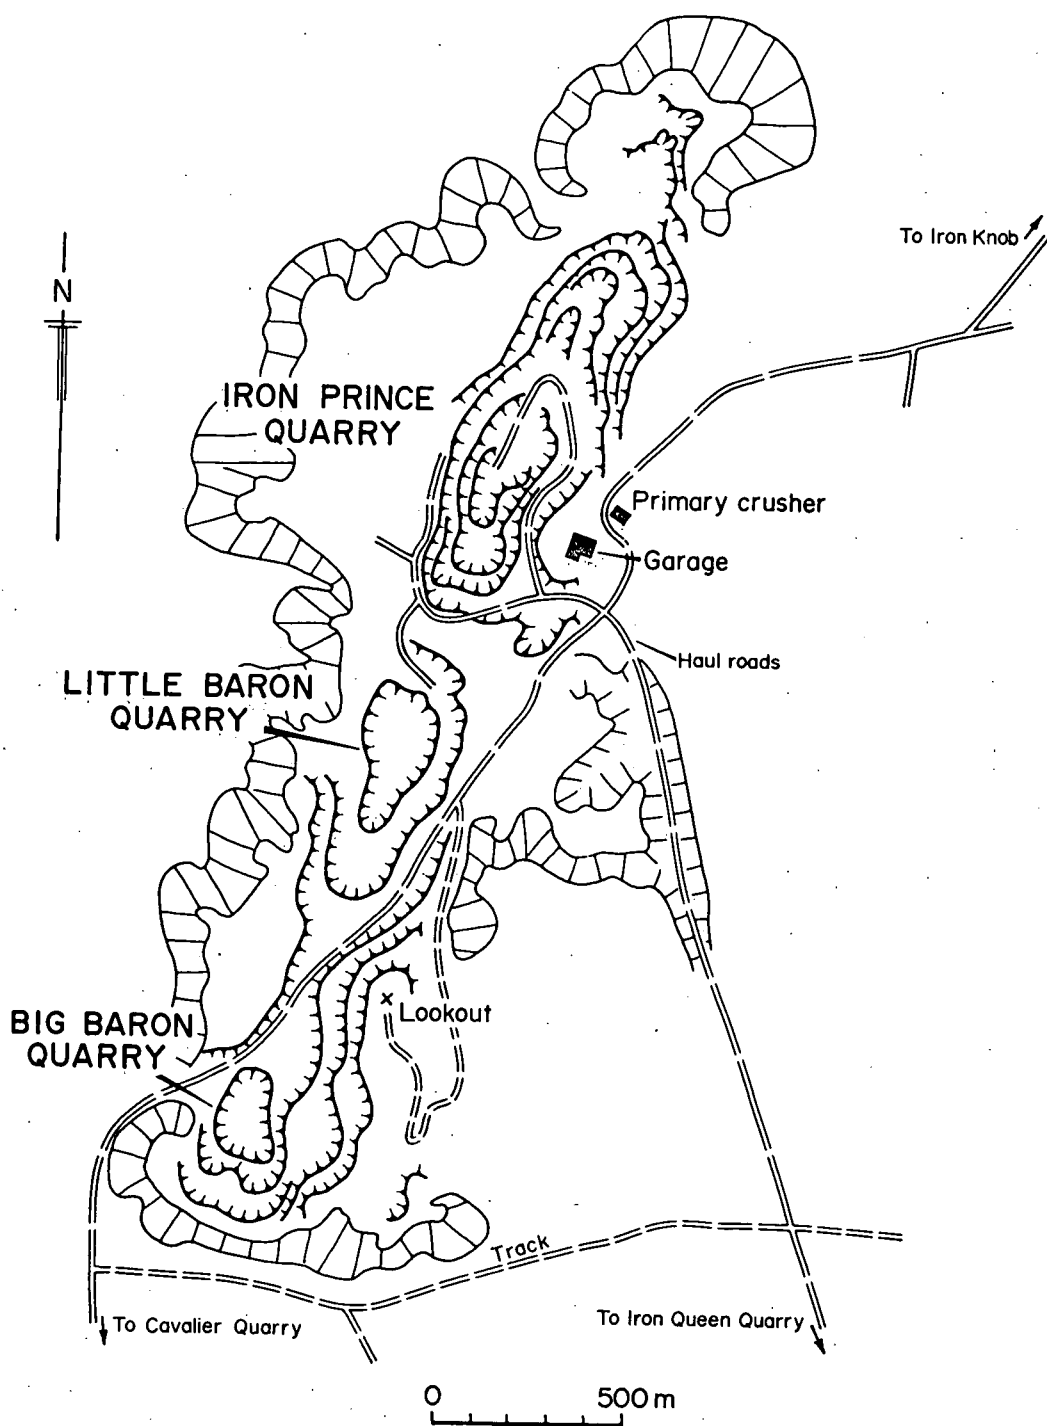 To Iron Knob
N
IRON PRINCE
QUARRY
Primary crusher
Garage
Haul roads
LITTLE BARON
QUARRY
Lookout
BIG BARON
QUARRY
Track
To Cavalier Quarry
To Iron Queen Quarry
0 500 m